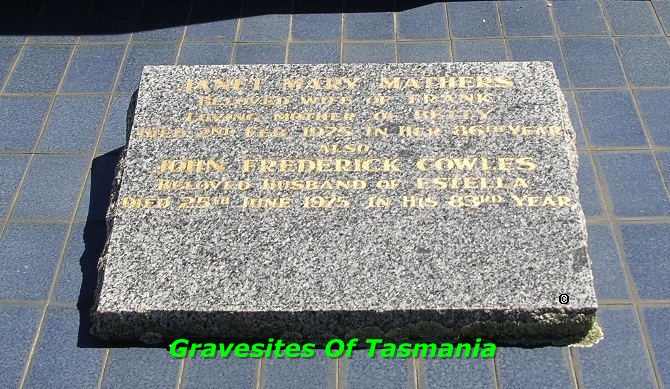 JANET MARY MATHERS
BELOVED WIFE OF FRANK
LOVING MOTHER OF BETTY
DIED 2ND FEB. 1975 IN HER 86TH YEAR
ALSO
JOHN FREDERICK COWLES
BELOVED HUSBAND OF ESTELLA
DIED 25TH JUNE 1975 IN HIS 83RD YEAR
@
Gravesites Of Tasmania